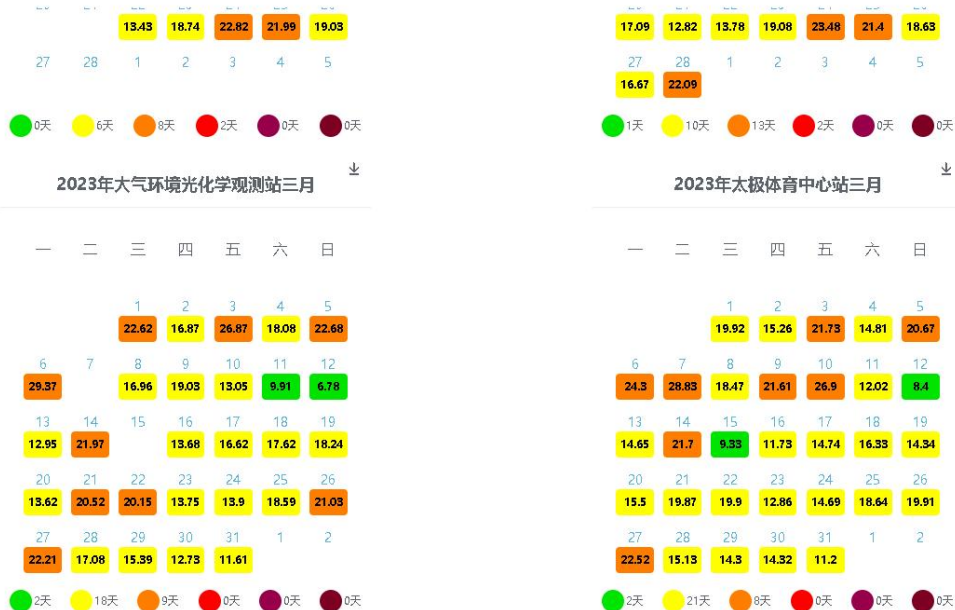 13.43 18.74 22.82 21.99 19.03
27 28 1 2 3 4 5
0天 6天 8天 2天 0天 0天
17.09 12.82 13.78 19.08 23.48 21.4 18.63
27 28 1 2 3 4 5
16.67 22.09
1天 10天 13天 2天 0天 0天
2023年大气环境光化学观测站三月
一 二 三 四 五 六 日
1 2 3 4 5
22.62 16.87 26.87 18.08 22.68
6 7 8 9 10 11 12
29.37 16.96 19.03 13.05 9.91 6.78
13 14 15 16 17 18 19
12.95 21.97 13.68 16.62 17.62 18.24
20 21 22 23 24 25 26
13.62 20.52 20.15 13.75 13.9 18.59 21.03
27 28 29 30 31 1 2
22.21 17.08 15.39 12.73 11.61
2天 18天 9天 0天 0天 0天
2023年太极体育中心站三月
一 二 三 四 五 六 日
1 2 3 4 5
19.92 15.26 21.73 14.81 20.67
6 7 8 9 10 11 12
24.3 28.83 18.47 21.61 26.9 12.02 8.4
13 14 15 16 17 18 19
14.65 21.7 9.33 11.73 14.74 16.33 14.34
20 21 22 23 24 25 26
15.5 19.87 19.9 12.86 14.69 18.64 19.91
27 28 29 30 31 1 2
22.52 15.13 14.3 14.32 11.2
2天 21天 8天 0天 0天 0天